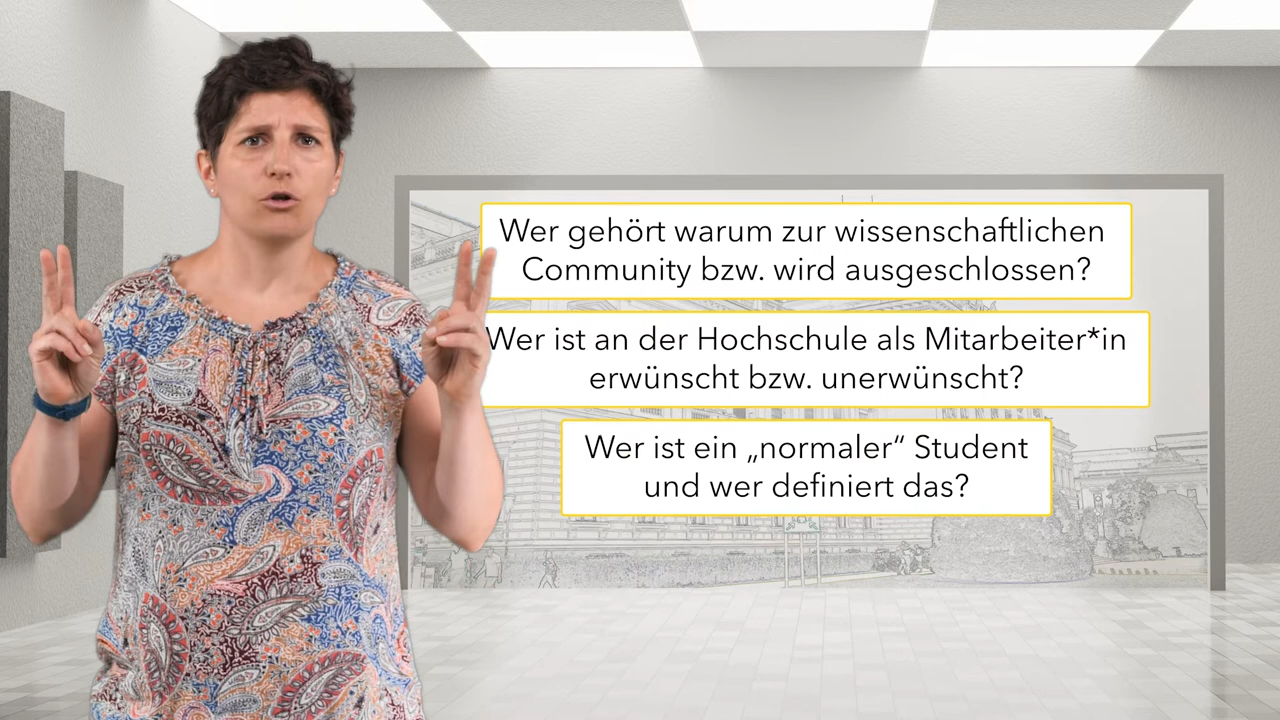 Wer gehört warum zur wissenschaftlichen
Community bzw. wird ausgeschlossen?
Wer ist an der Hochschule als Mitarbeiter*in
erwünscht bzw. unerwünscht?
Wer ist ein „normaler“ Student
und wer definiert das?